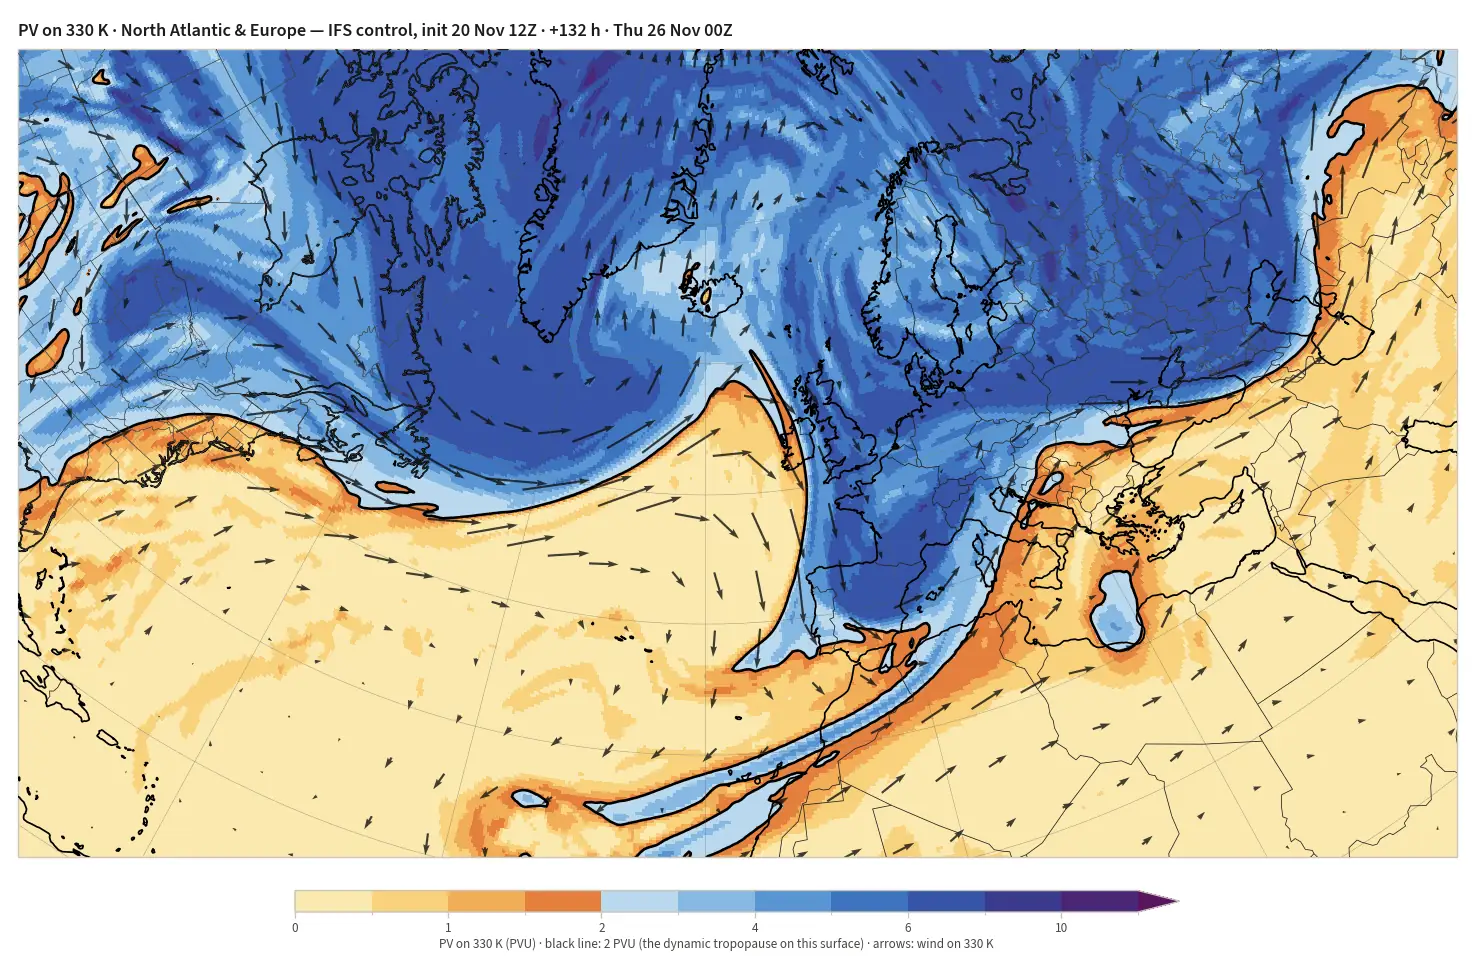 PV on 330 K · North Atlantic & Europe — IFS control, init 20 Nov 12Z · +132 h · Thu 26 Nov 00Z
0 1 2 4 6 10
PV on 330 K (PVU) · black line: 2 PVU (the dynamic tropopause on this surface) · arrows: wind on 330 K